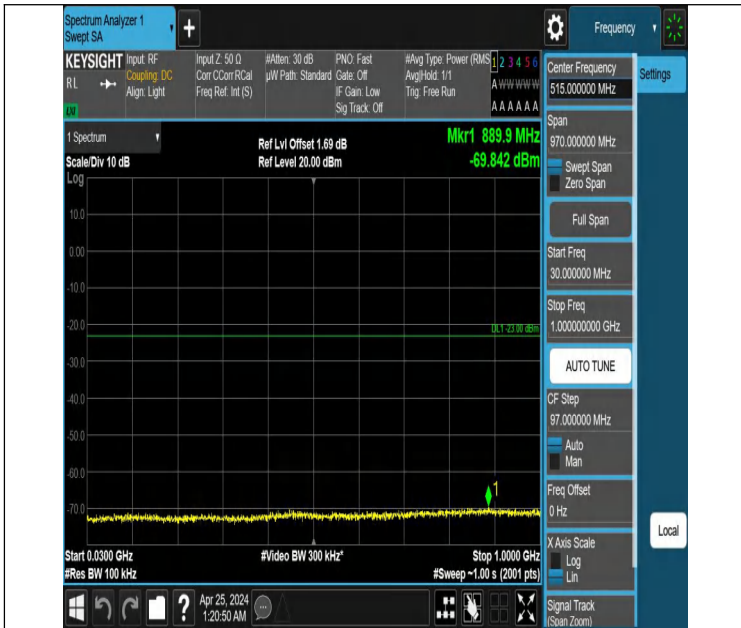 Spectrum Analyzer 1
Swept SA
+
Frequency
KEYSIGHT
RL
Input: RF
Coupling: DC
Align: Light
Input Z: 50 Ω
Corr CCorr RCal
Freq Ref: Int (S)
#Atten: 30 dB
µW Path: Standard
PNO: Fast
Gate: Off
IF Gain: Low
Sig Track: Off
#Avg Type: Power (RMS
Avg|Hold: 1/1
Trig: Free Run
1 2 3 4 5 6
A W W W W W
A A A A A A
1 Spectrum
Scale/Div 10 dB
Log
Ref Lvl Offset 1.69 dB
Ref Level 20.00 dBm
Mkr1 889.9 MHz
-69.842 dBm
10.0
0.00
-10.0
-20.0
DL1 -23.00 dBm
-30.0
-40.0
-50.0
-60.0
1
-70.0
Start 0.0300 GHz
#Video BW 300 kHz*
Stop 1.0000 GHz
#Res BW 100 kHz
#Sweep ~1.00 s (2001 pts)
?
Apr 25, 2024
1:20:50 AM
Center Frequency
515.000000 MHz
Settings
Span
970.000000 MHz
Swept Span
Zero Span
Full Span
Start Freq
30.000000 MHz
Stop Freq
1.000000000 GHz
AUTO TUNE
CF Step
97.000000 MHz
Auto
Man
Freq Offset
0 Hz
Local
X Axis Scale
Log
Lin
Signal Track
(Span Zoom)